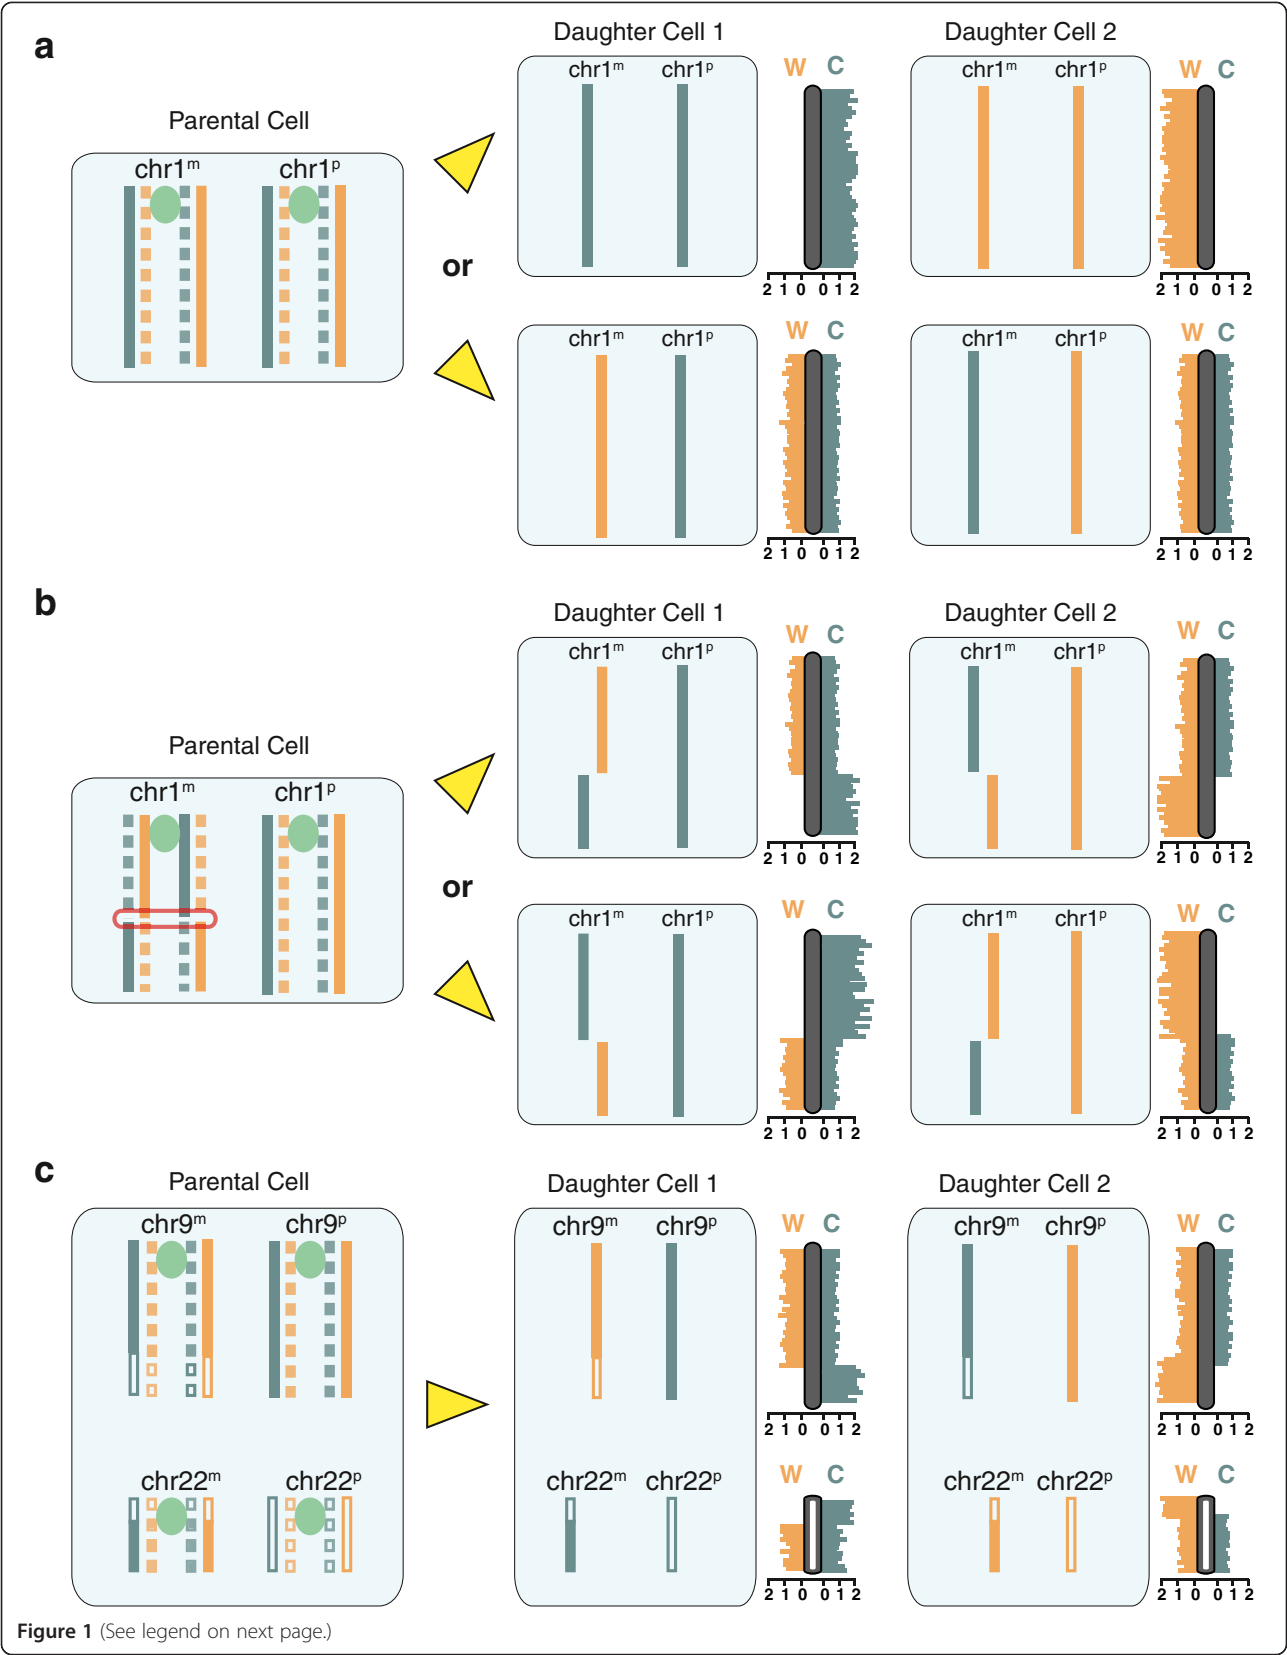 a
Daughter Cell 1
Daughter Cell 2
Parental Cell
chr1m chr1p
chr1m chr1p
W C
2 1 0 0 1 2
chr1m chr1p
W C
2 1 0 0 1 2
or
chr1m chr1p
W C
2 1 0 0 1 2
chr1m chr1p
W C
2 1 0 0 1 2
b
Daughter Cell 1
Daughter Cell 2
Parental Cell
chr1m chr1p
chr1m chr1p
W C
2 1 0 0 1 2
chr1m chr1p
W C
2 1 0 0 1 2
or
chr1m chr1p
W C
2 1 0 0 1 2
chr1m chr1p
W C
2 1 0 0 1 2
c
Parental Cell
Daughter Cell 1
Daughter Cell 2
chr9m chr9p
chr9m chr9p
W C
2 1 0 0 1 2
chr9m chr9p
W C
2 1 0 0 1 2
chr22m chr22p
chr22m chr22p
W C
2 1 0 0 1 2
chr22m chr22p
W C
2 1 0 0 1 2
Figure 1 (See legend on next page.)